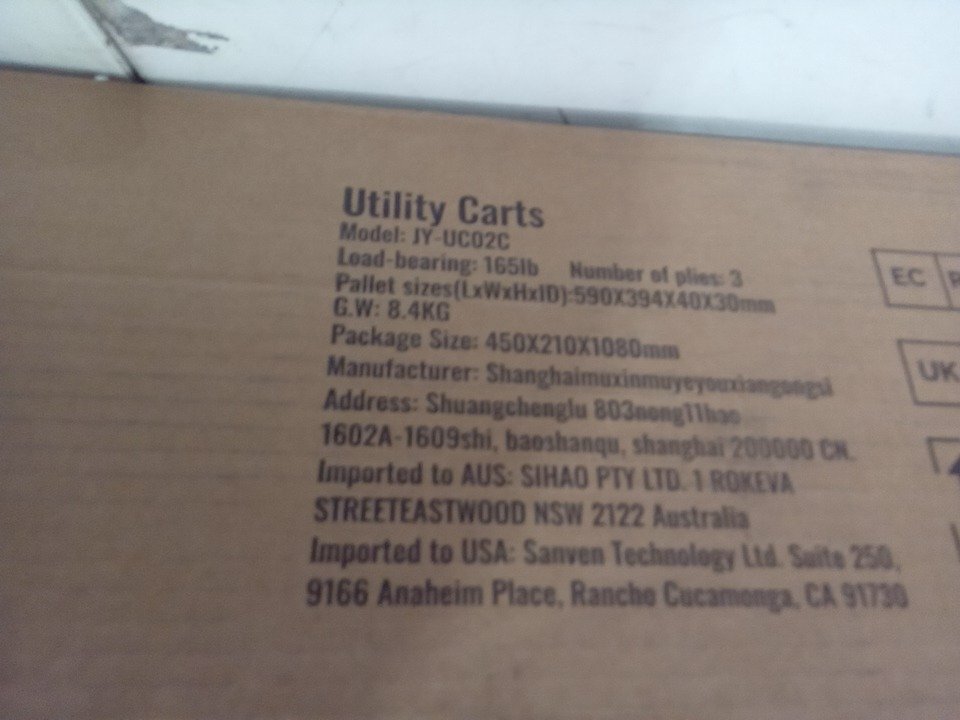 Utility Carts
Model: JY-UC02C
Load-bearing: 165lb Number of plies: 3
Pallet sizes(LxWxHxID):590X394X40X30mm
G.W: 8.4KG
Package Size: 450X210X1080mm
Manufacturer: Shanghaimuxinmuyeyouxiangongsi
Address: Shuangchenglu 803nong11hao
1602A-1609shi, baoshanqu, shanghai 200000 CN.
Imported to AUS: SIHAO PTY LTD. 1 ROKEVA
STREETEASTWOOD NSW 2122 Australia
Imported to USA: Sanven Technology Ltd. Suite 250,
9166 Anaheim Place, Rancho Cucamonga, CA 91730
EC
UK